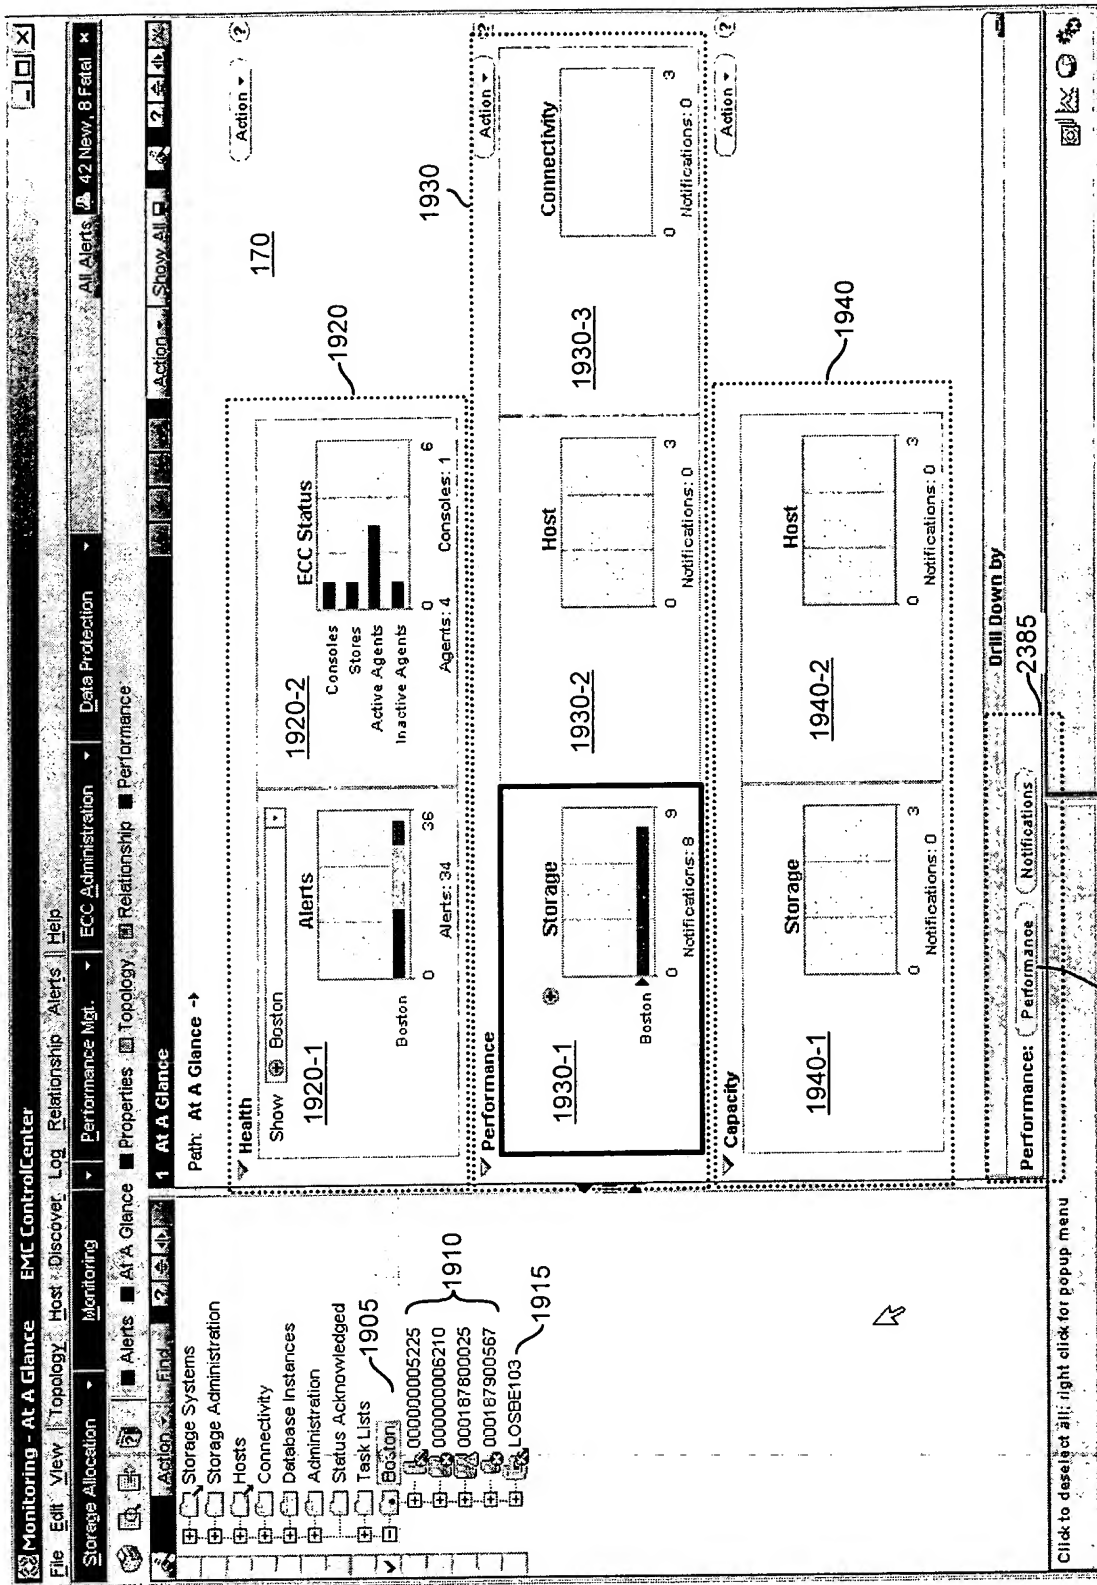 Monitoring - At A Glance EMC ControlCenter
File Edit View Topology Host Discover Log Relationship Alerts Help
Storage Allocation Monitoring Performance Mgt. ECC Administration Data Protection All Alerts 42 New, 8 Fatal ×
Alerts At A Glance Properties Topology Relationship Performance
Action Find
1 At A Glance Action Show All
Storage Systems
Storage Administration
Hosts
Connectivity
Database Instances
Administration
Status Acknowledged
Task Lists
Boston
1905
000000005225
000000006210
000187800025
000187900567
1910
LOSBE103
1915
Path: At A Glance →
170
Health
Action
?
1920
Show Boston
1920-1
Alerts
Boston
0 36
Alerts: 34
1920-2
ECC Status
Consoles
Stores
Active Agents
Inactive Agents
0 6
Agents: 4 Consoles: 1
1930
Performance
Action
?
1930-1
Storage
Boston
0 9
Notifications: 8
1930-2
Host
0 3
Notifications: 0
1930-3
Connectivity
0 3
Notifications: 0
Capacity
Action
?
1940
1940-1
Storage
0 3
Notifications: 0
1940-2
Host
0 3
Notifications: 0
Drill Down by
2385
Performance: Performance Notifications
Click to deselect all; right click for popup menu